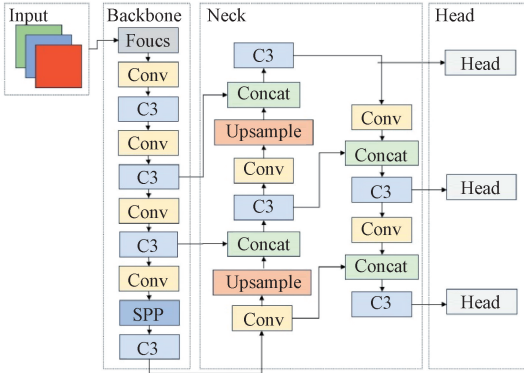 Input
Backbone
Foucs
Conv
C3
Conv
C3
Conv
C3
Conv
SPP
C3
Neck
C3
Concat
Upsample
Conv
C3
Concat
Upsample
Conv
Conv
Concat
C3
Conv
Concat
C3
Head
Head
Head
Head